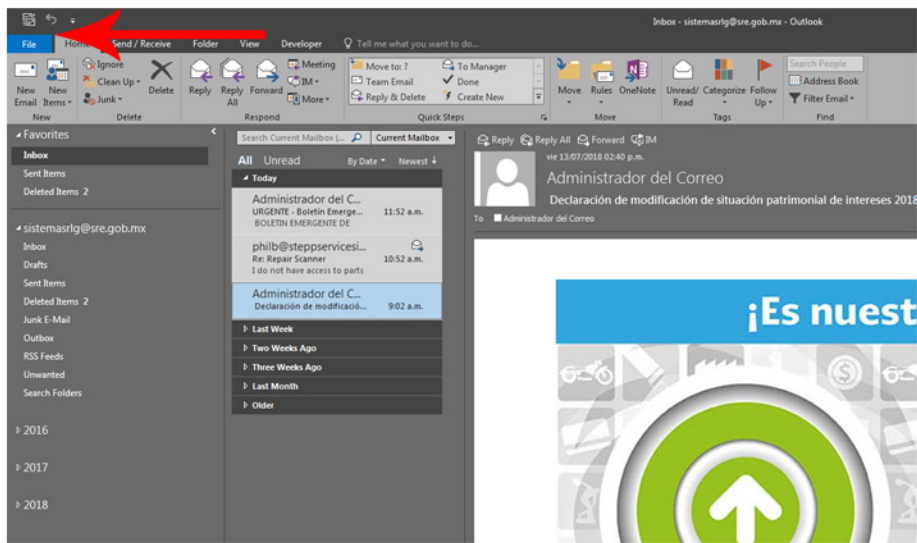 Inbox - sistemasrlg@sre.gob.mx - Outlook
File Home Send / Receive Folder View Developer Tell me what you want to do...
New Email
New Items
Ignore
Clean Up
Junk
Delete
Reply
Reply All
Forward
Meeting
IM
More
Move to: ?
Team Email
Reply & Delete
To Manager
Done
Create New
Move
Rules
OneNote
Unread/ Read
Categorize
Follow Up
Search People
Address Book
Filter Email
New Delete Respond Quick Steps Move Tags Find
Favorites
Inbox
Sent Items
Deleted Items 2
sistemasrlg@sre.gob.mx
Inbox
Drafts
Sent Items
Deleted Items 2
Junk E-Mail
Outbox
RSS Feeds
Unwanted
Search Folders
2016
2017
2018
Search Current Mailbox (... Current Mailbox
All Unread By Date Newest ↓
Today
Administrador del C...
URGENTE - Boletin Emerge... 11:52 a.m.
BOLETIN EMERGENTE DE
philb@steppservicesi...
Re: Repair Scanner 10:52 a.m.
I do not have access to parts
Administrador del C...
Declaración de modificació... 9:02 a.m.
Last Week
Two Weeks Ago
Three Weeks Ago
Last Month
Older
Reply Reply All Forward IM
vie 13/07/2018 02:40 p.m.
Administrador del Correo
Declaración de modificación de situación patrimonial de intereses 2018
To Administrador del Correo
¡Es nuest